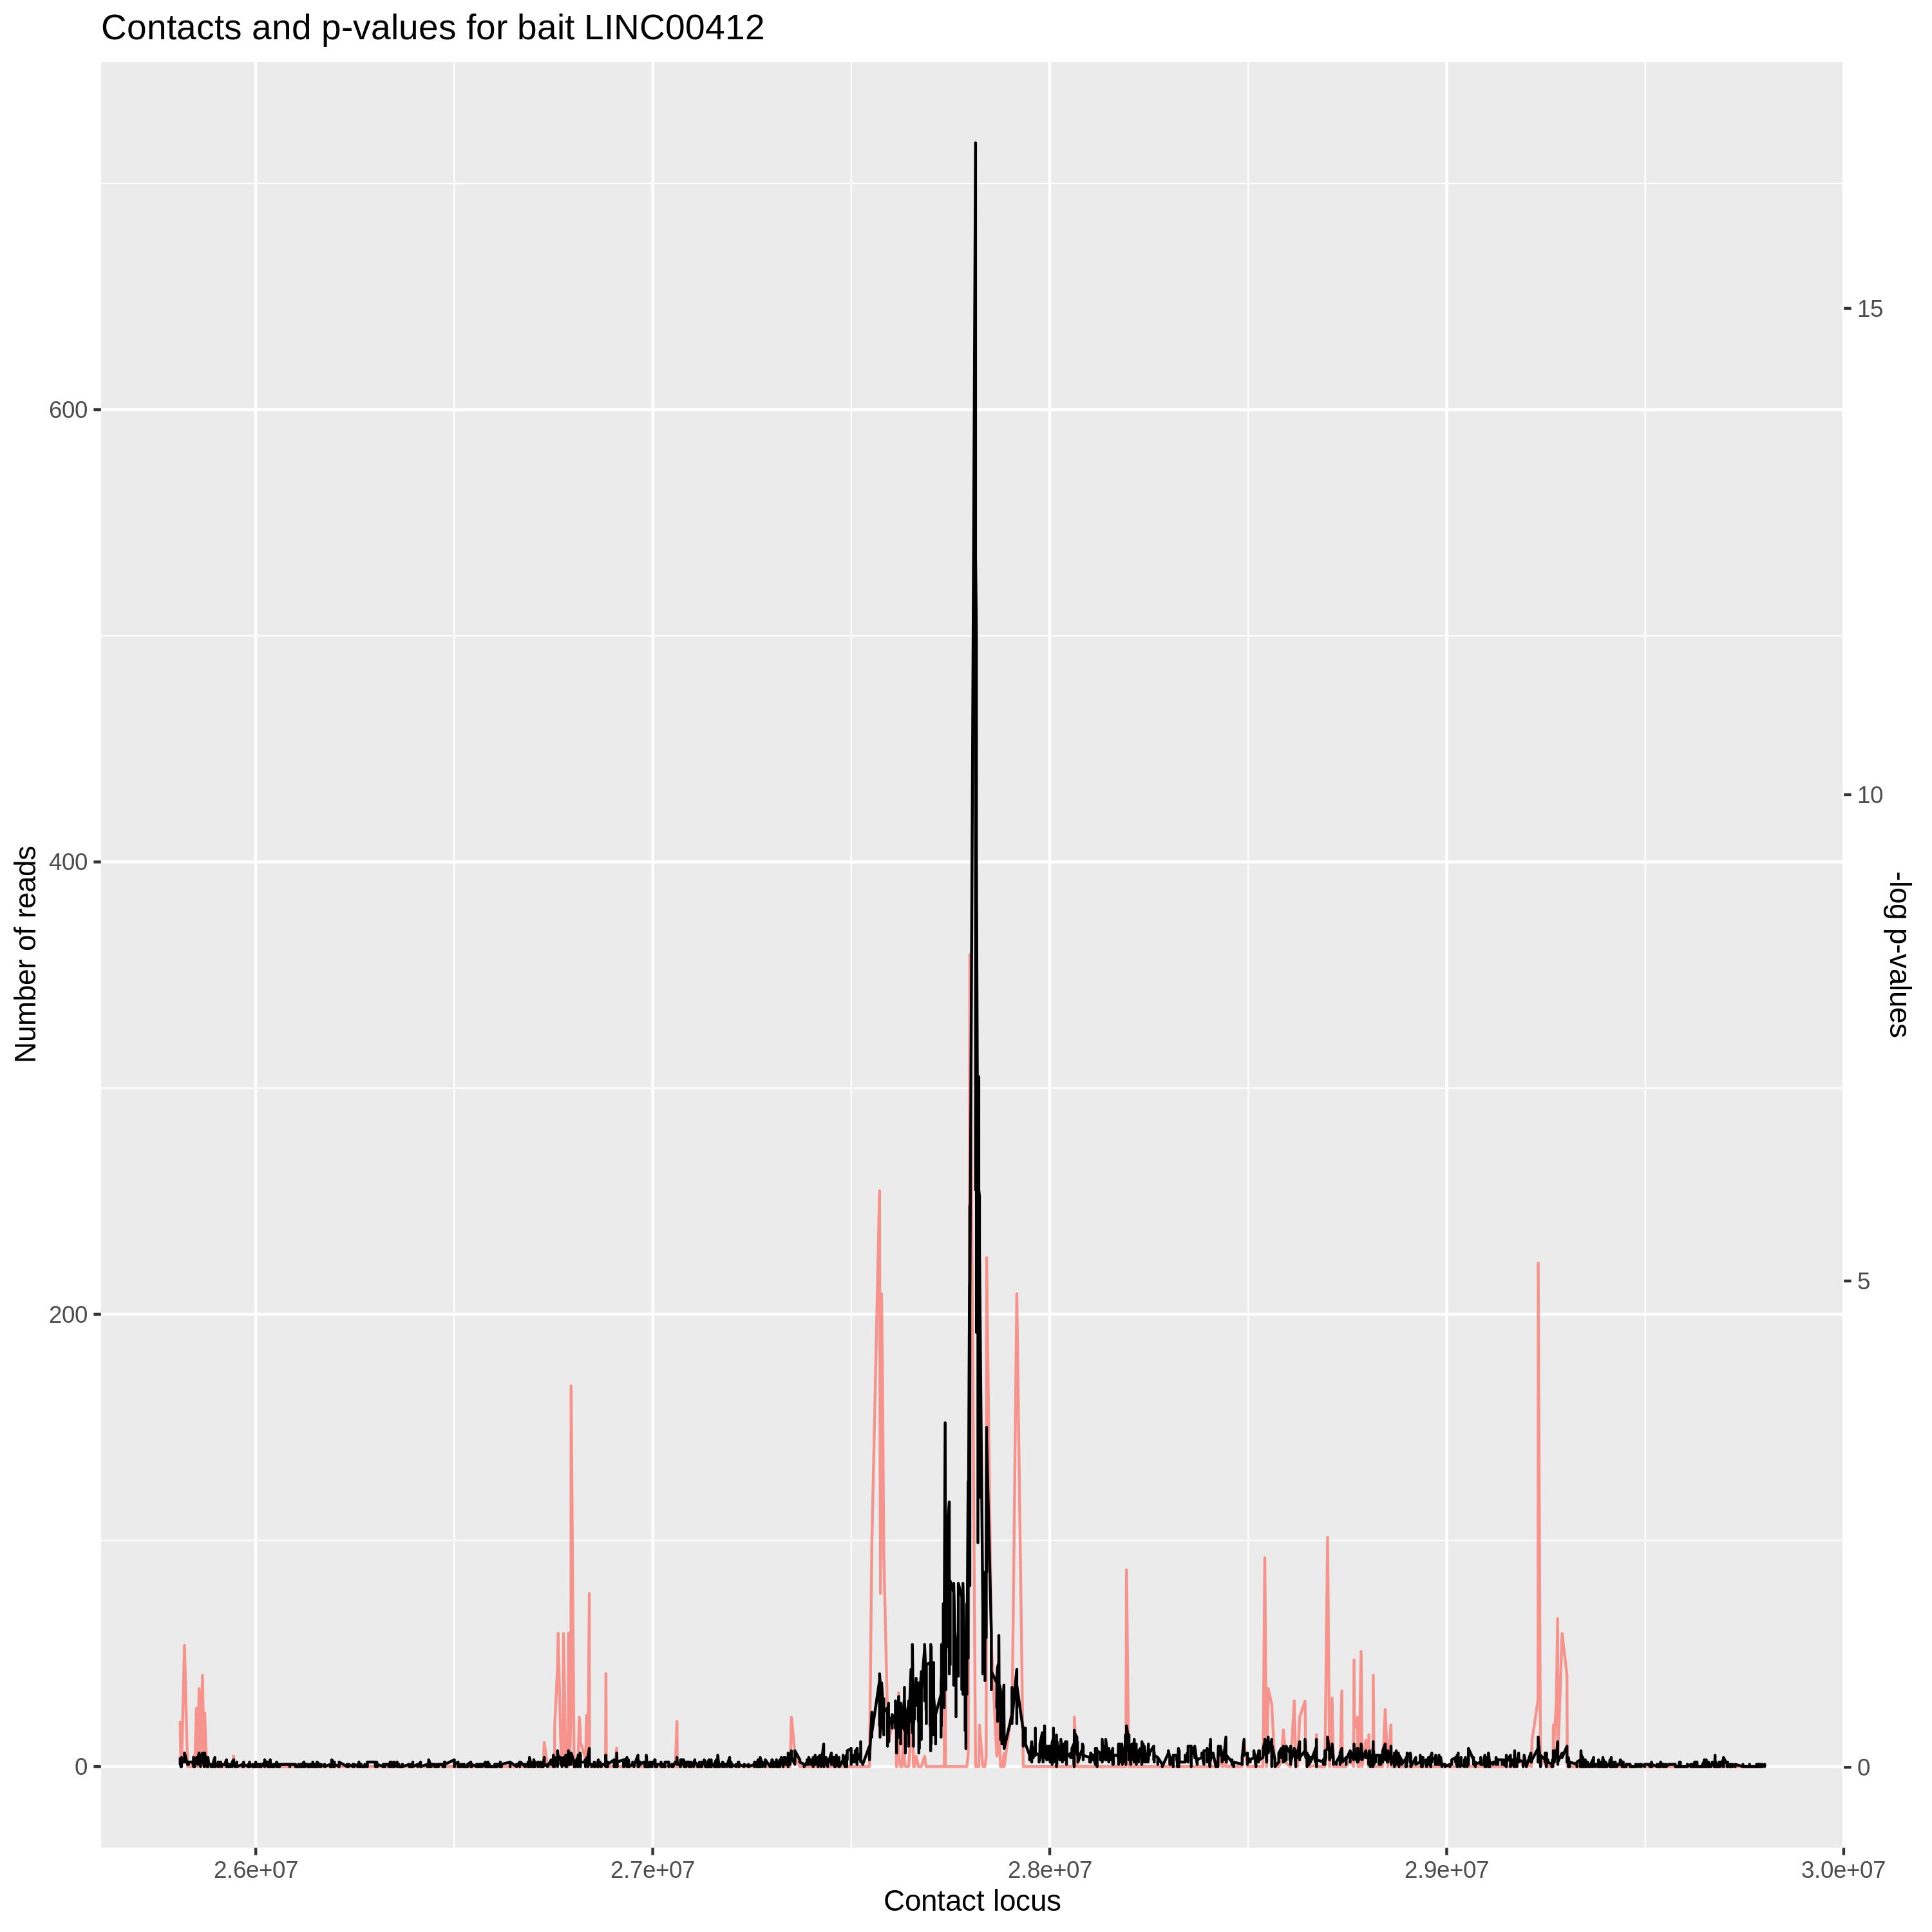 Contacts and p-values for bait LINC00412
600
400
200
0
Number of reads
15
10
5
0
-log p-values
2.6e+07
2.7e+07
2.8e+07
2.9e+07
3.0e+07
Contact locus